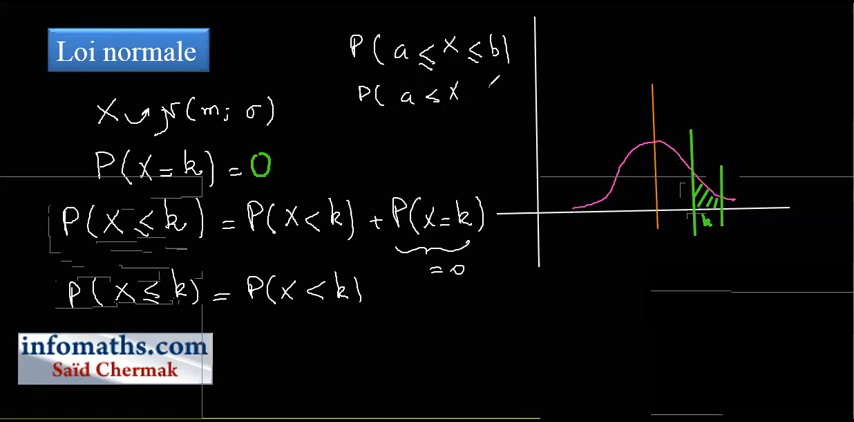 Loi normale
P( a ≤ X ≤ b)
P( a ≤ X
X ↪ N(m; σ)
P(X = k) = 0
P(X ≤ k) = P(X < k) + P(X = k)
= 0
P(X ≤ k) = P(X < k)
k
infomaths.com
Saïd Chermak